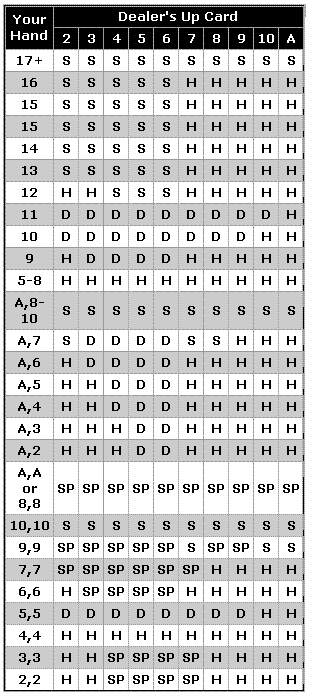 Your Hand Dealer's Up Card
2 3 4 5 6 7 8 9 10 A
17+ S S S S S S S S S S
16 S S S S S H H H H H
15 S S S S S H H H H H
15 S S S S S H H H H H
14 S S S S S H H H H H
13 S S S S S H H H H H
12 H H S S S H H H H H
11 D D D D D D D D D H
10 D D D D D D D D H H
9 H D D D D H H H H H
5-8 H H H H H H H H H H
A,8-10 S S S S S S S S S S
A,7 S D D D D S S H H H
A,6 H D D D D H H H H H
A,5 H H D D D H H H H H
A,4 H H D D D H H H H H
A,3 H H H D D H H H H H
A,2 H H H D D H H H H H
A,A or 8,8 SP SP SP SP SP SP SP SP SP SP
10,10 S S S S S S S S S S
9,9 SP SP SP SP SP S SP SP S S
7,7 SP SP SP SP SP SP H H H H
6,6 H SP SP SP SP H H H H H
5,5 D D D D D D D D H H
4,4 H H H H H H H H H H
3,3 H H SP SP SP SP H H H H
2,2 H H SP SP SP SP H H H H